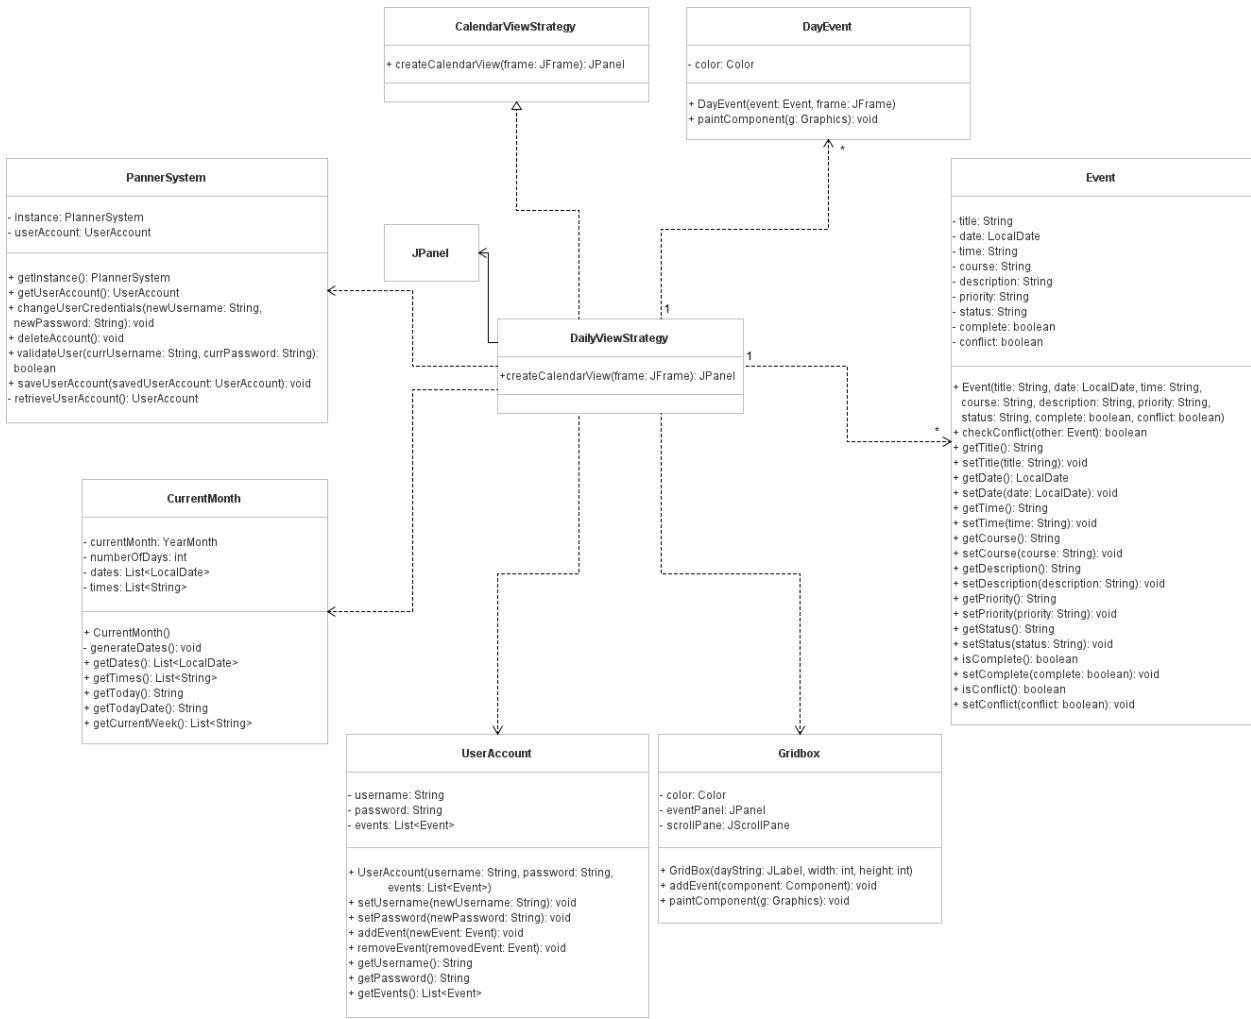 CalendarViewStrategy
+ createCalendarView(frame: JFrame): JPanel
DayEvent
- color: Color
+ DayEvent(event: Event, frame: JFrame)
+ paintComponent(g: Graphics): void
*
PannerSystem
- instance: PlannerSystem
- userAccount: UserAccount
+ getInstance(): PlannerSystem
+ getUserAccount(): UserAccount
+ changeUserCredentials(newUsername: String,
newPassword: String): void
+ deleteAccount(): void
+ validateUser(currUsername: String, currPassword: String):
boolean
+ saveUserAccount(savedUserAccount: UserAccount): void
- retrieveUserAccount(): UserAccount
JPanel
1
DailyViewStrategy
+createCalendarView(frame: JFrame): JPanel
1
*
Event
- title: String
- date: LocalDate
- time: String
- course: String
- description: String
- priority: String
- status: String
- complete: boolean
- conflict: boolean
+ Event(title: String, date: LocalDate, time: String,
course: String, description: String, priority: String,
status: String, complete: boolean, conflict: boolean)
+ checkConflict(other: Event): boolean
+ getTitle(): String
+ setTitle(title: String): void
+ getDate(): LocalDate
+ setDate(date: LocalDate): void
+ getTime(): String
+ setTime(time: String): void
+ getCourse(): String
+ setCourse(course: String): void
+ getDescription(): String
+ setDescription(description: String): void
+ getPriority(): String
+ setPriority(priority: String): void
+ getStatus(): String
+ setStatus(status: String): void
+ isComplete(): boolean
+ setComplete(complete: boolean): void
+ isConflict(): boolean
+ setConflict(conflict: boolean): void
CurrentMonth
- currentMonth: YearMonth
- numberOfDays: int
- dates: List<LocalDate>
- times: List<String>
+ CurrentMonth()
- generateDates(): void
+ getDates(): List<LocalDate>
+ getTimes(): List<String>
+ getToday(): String
+ getTodayDate(): String
+ getCurrentWeek(): List<String>
UserAccount
- username: String
- password: String
- events: List<Event>
+ UserAccount(username: String, password: String,
events: List<Event>)
+ setUsername(newUsername: String): void
+ setPassword(newPassword: String): void
+ addEvent(newEvent: Event): void
+ removeEvent(removedEvent: Event): void
+ getUsername(): String
+ getPassword(): String
+ getEvents(): List<Event>
Gridbox
- color: Color
- eventPanel: JPanel
- scrollPane: JScrollPane
+ GridBox(dayString: JLabel, width: int, height: int)
+ addEvent(component: Component): void
+ paintComponent(g: Graphics): void